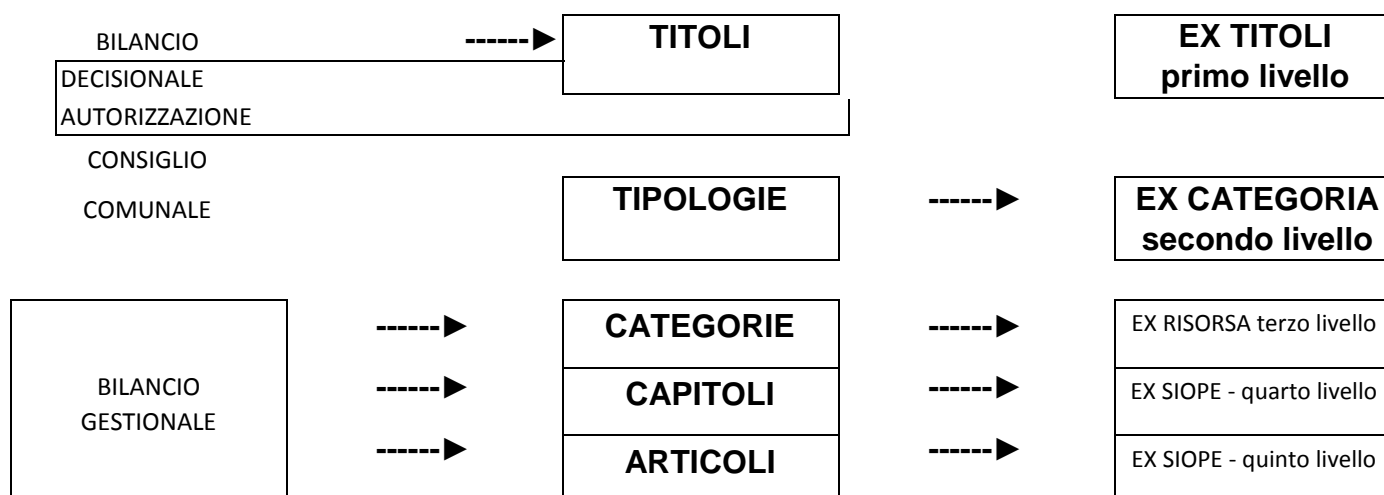 BILANCIO ------► TITOLI EX TITOLI
primo livello
DECISIONALE
AUTORIZZAZIONE
CONSIGLIO
COMUNALE TIPOLOGIE ------► EX CATEGORIA
secondo livello
------► CATEGORIE ------► EX RISORSA terzo livello
BILANCIO ------► CAPITOLI ------► EX SIOPE - quarto livello
GESTIONALE
------► ARTICOLI ------► EX SIOPE - quinto livello